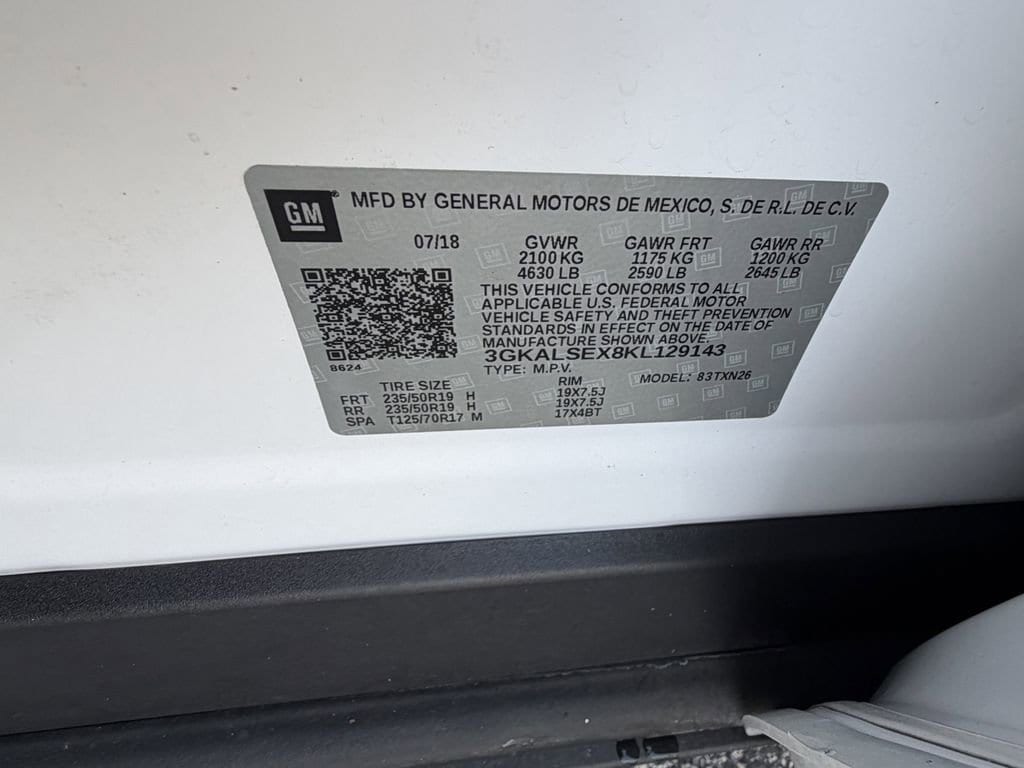 GM
MFD BY GENERAL MOTORS DE MEXICO, S. DE R.L. DE C.V.
07/18 GVWR GAWR FRT GAWR RR
2100 KG 1175 KG 1200 KG
4630 LB 2590 LB 2645 LB
THIS VEHICLE CONFORMS TO ALL
APPLICABLE U.S. FEDERAL MOTOR
VEHICLE SAFETY AND THEFT PREVENTION
STANDARDS IN EFFECT ON THE DATE OF
MANUFACTURE SHOWN ABOVE.
3GKALSEX8KL129143
8624
TYPE: M.P.V. MODEL: 83TXN26
TIRE SIZE RIM
FRT 235/50R19 H 19X7.5J
RR 235/50R19 H 19X7.5J
SPA T125/70R17 M 17X4BT